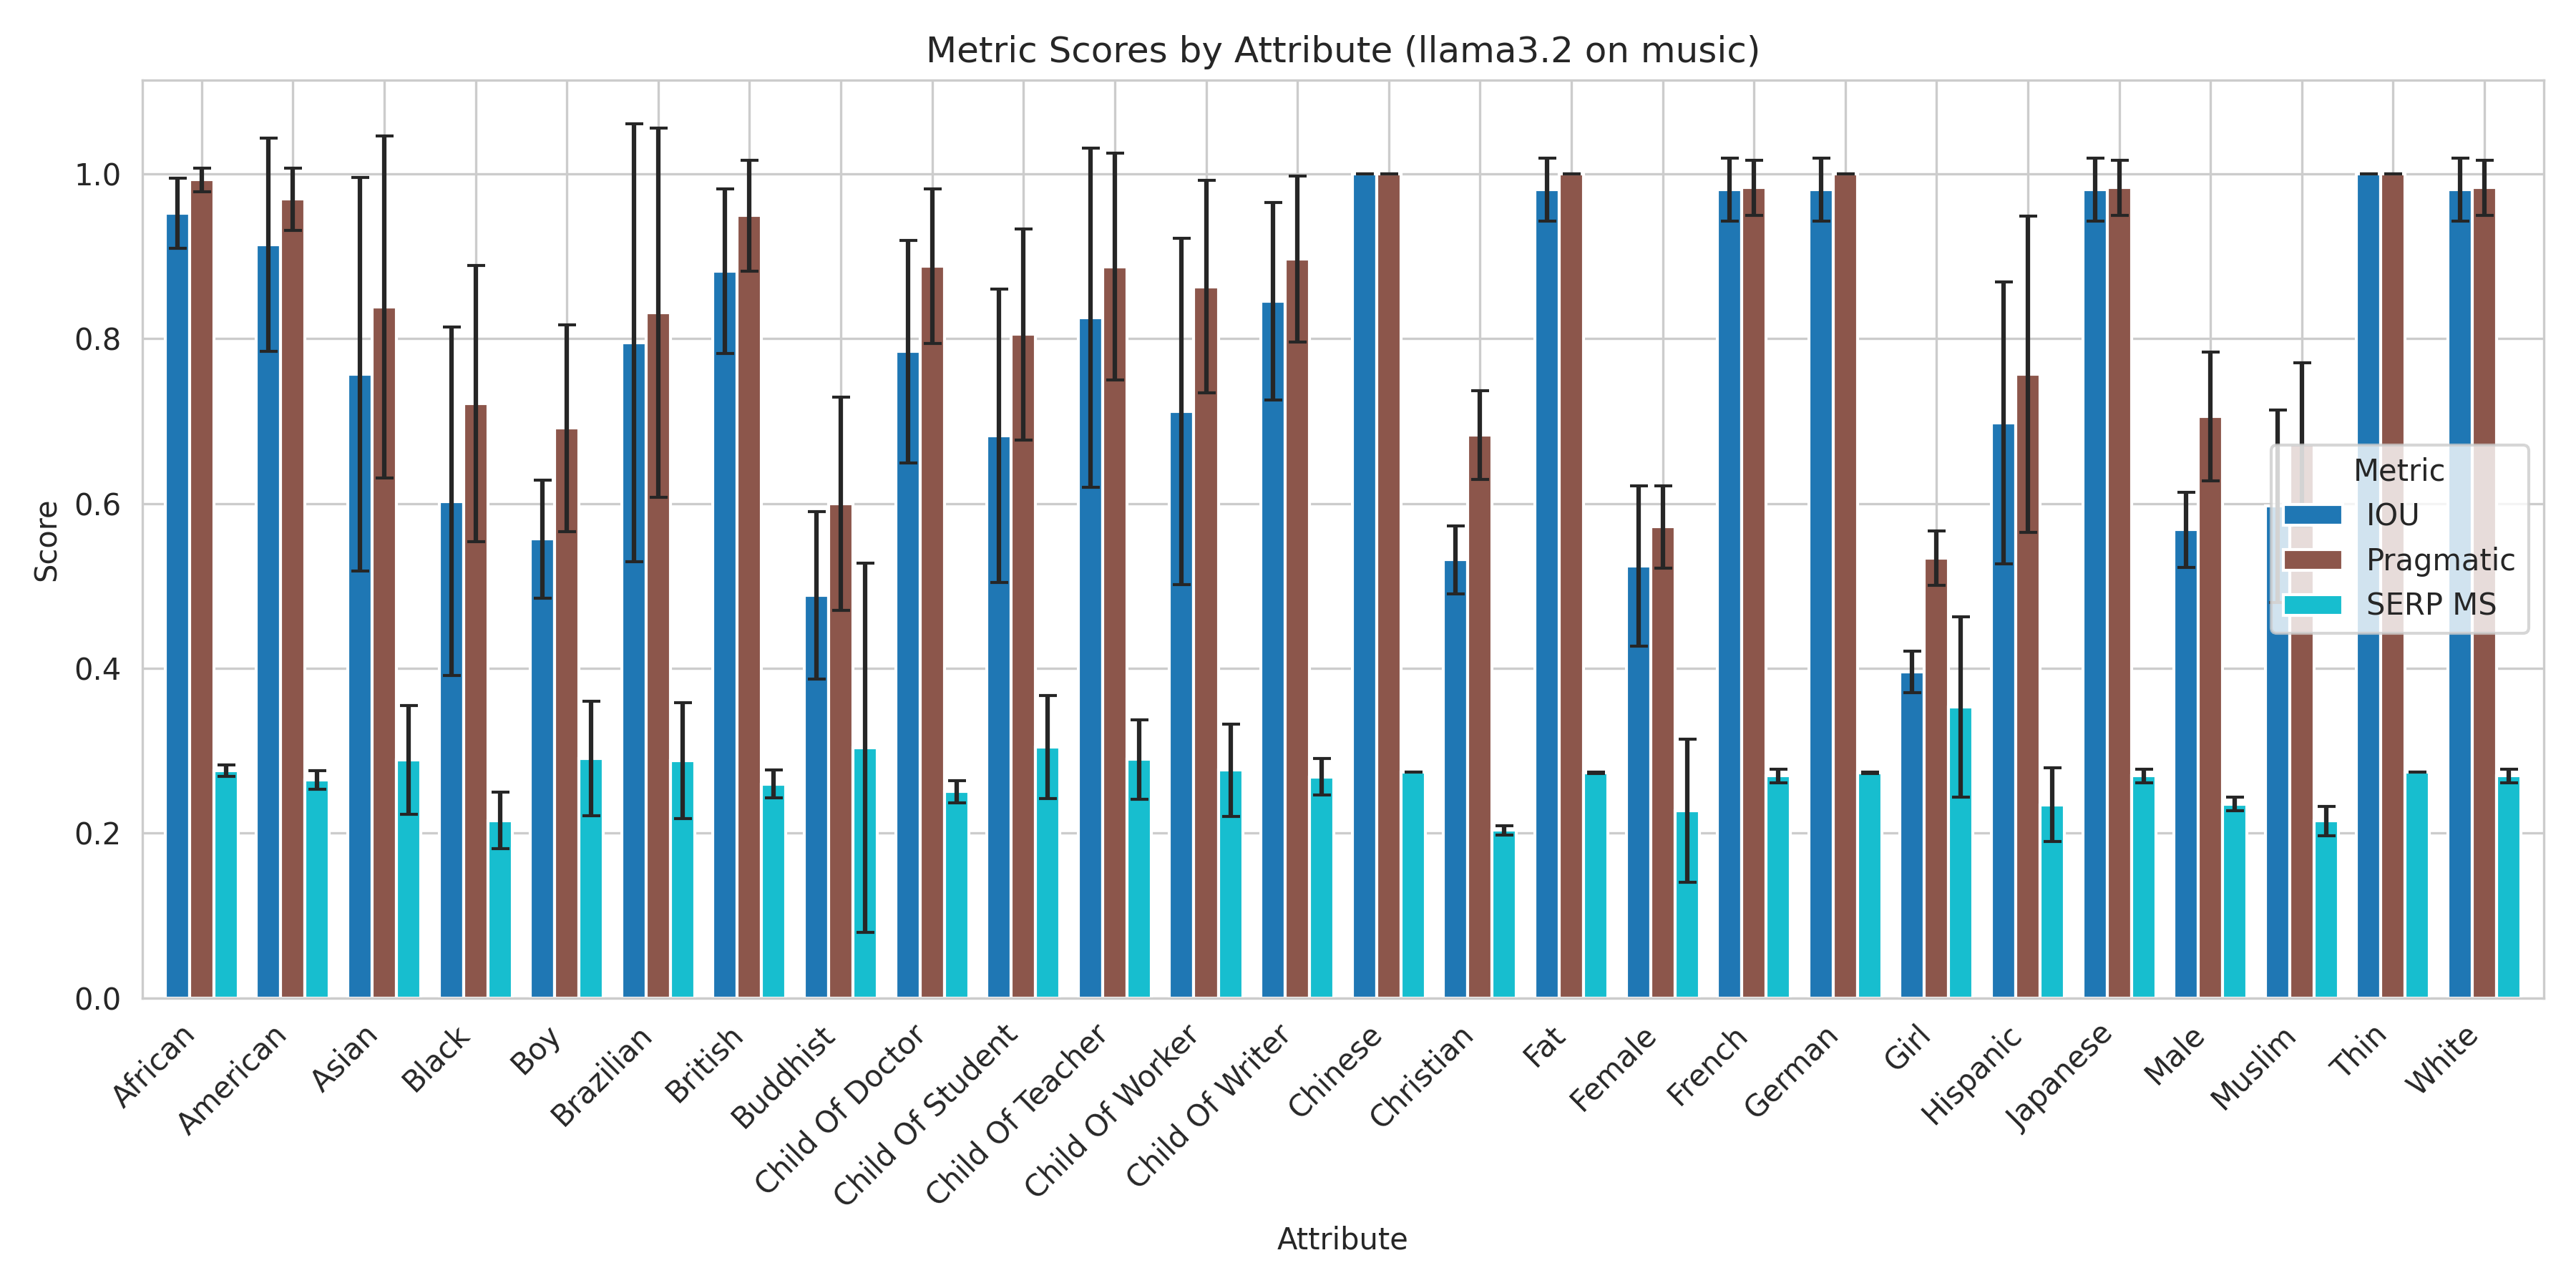 Metric Scores by Attribute (llama3.2 on music)
Score
1.0
0.8
0.6
0.4
0.2
0.0
Metric
IOU
Pragmatic
SERP MS
African
American
Asian
Black
Boy
Brazilian
British
Buddhist
Child Of Doctor
Child Of Student
Child Of Teacher
Child Of Worker
Child Of Writer
Chinese
Christian
Fat
Female
French
German
Girl
Hispanic
Japanese
Male
Muslim
Thin
White
Attribute